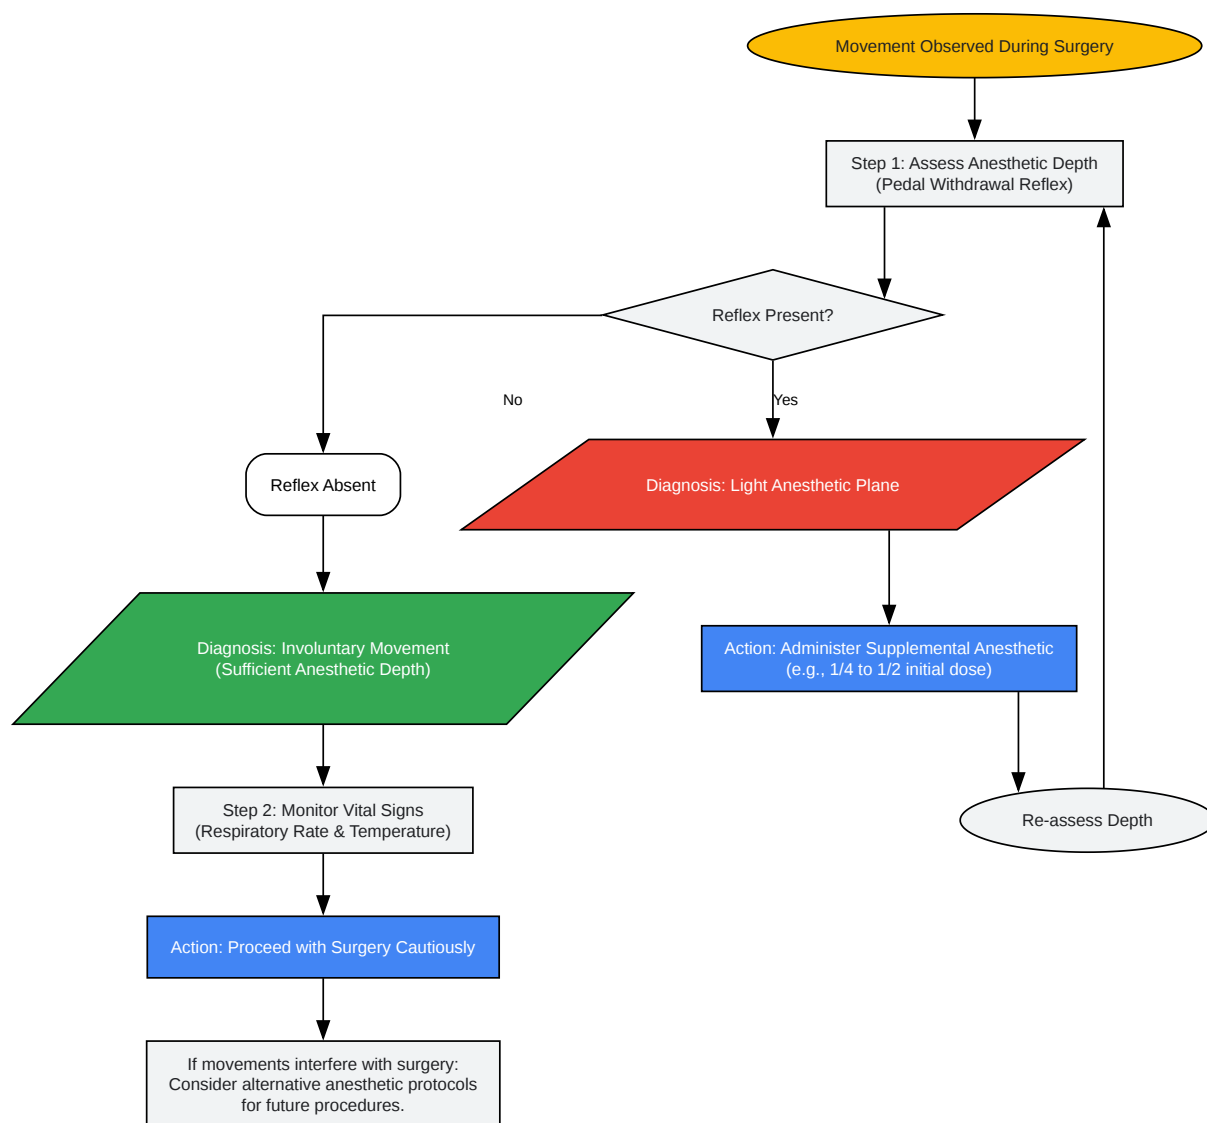 Movement Observed During Surgery
Step 1: Assess Anesthetic Depth
(Pedal Withdrawal Reflex)
Reflex Present?
No
Yes
Reflex Absent
Diagnosis: Light Anesthetic Plane
Diagnosis: Involuntary Movement
(Sufficient Anesthetic Depth)
Action: Administer Supplemental Anesthetic
(e.g., 1/4 to 1/2 initial dose)
Step 2: Monitor Vital Signs
(Respiratory Rate & Temperature)
Re-assess Depth
Action: Proceed with Surgery Cautiously
If movements interfere with surgery:
Consider alternative anesthetic protocols
for future procedures.